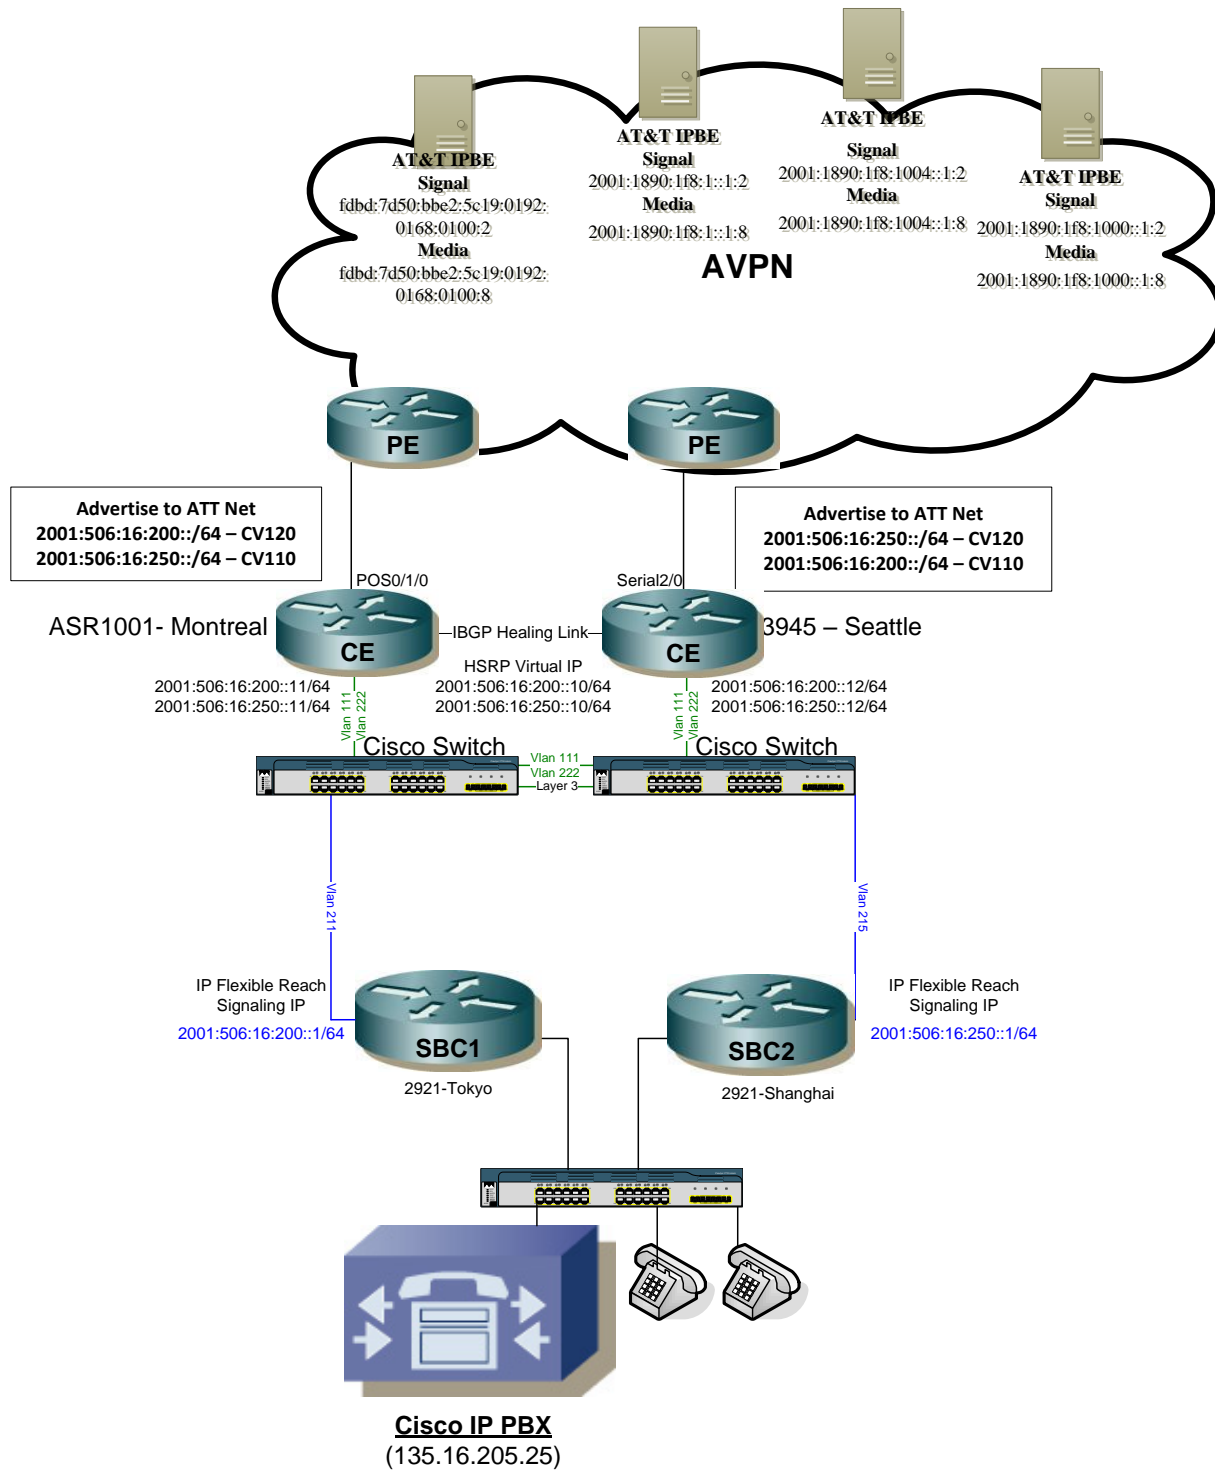 AT&T IPBE
Signal
fdbd:7d50:bbe2:5c19:0192:
0168:0100:2
Media
fdbd:7d50:bbe2:5c19:0192:
0168:0100:8
AT&T IPBE
Signal
2001:1890:1f8:1::1:2
Media
2001:1890:1f8:1::1:8
AT&T IPBE
Signal
2001:1890:1f8:1004::1:2
Media
2001:1890:1f8:1004::1:8
AT&T IPBE
Signal
2001:1890:1f8:1000::1:2
Media
2001:1890:1f8:1000::1:8
AVPN
PE
PE
Advertise to ATT Net
2001:506:16:200::/64 – CV120
2001:506:16:250::/64 – CV110
Advertise to ATT Net
2001:506:16:250::/64 – CV120
2001:506:16:200::/64 – CV110
POS0/1/0
Serial2/0
ASR1001- Montreal
CE
IBGP Healing Link
CE
3945 – Seattle
2001:506:16:200::11/64
2001:506:16:250::11/64
HSRP Virtual IP
2001:506:16:200::10/64
2001:506:16:250::10/64
2001:506:16:200::12/64
2001:506:16:250::12/64
Vlan 111
Vlan 222
Vlan 111
Vlan 222
Cisco Switch
Cisco Switch
Vlan 111
Vlan 222
Layer 3
Vlan 211
Vlan 215
IP Flexible Reach
Signaling IP
2001:506:16:200::1/64
SBC1
2921-Tokyo
SBC2
2921-Shanghai
IP Flexible Reach
Signaling IP
2001:506:16:250::1/64
Cisco IP PBX
(135.16.205.25)